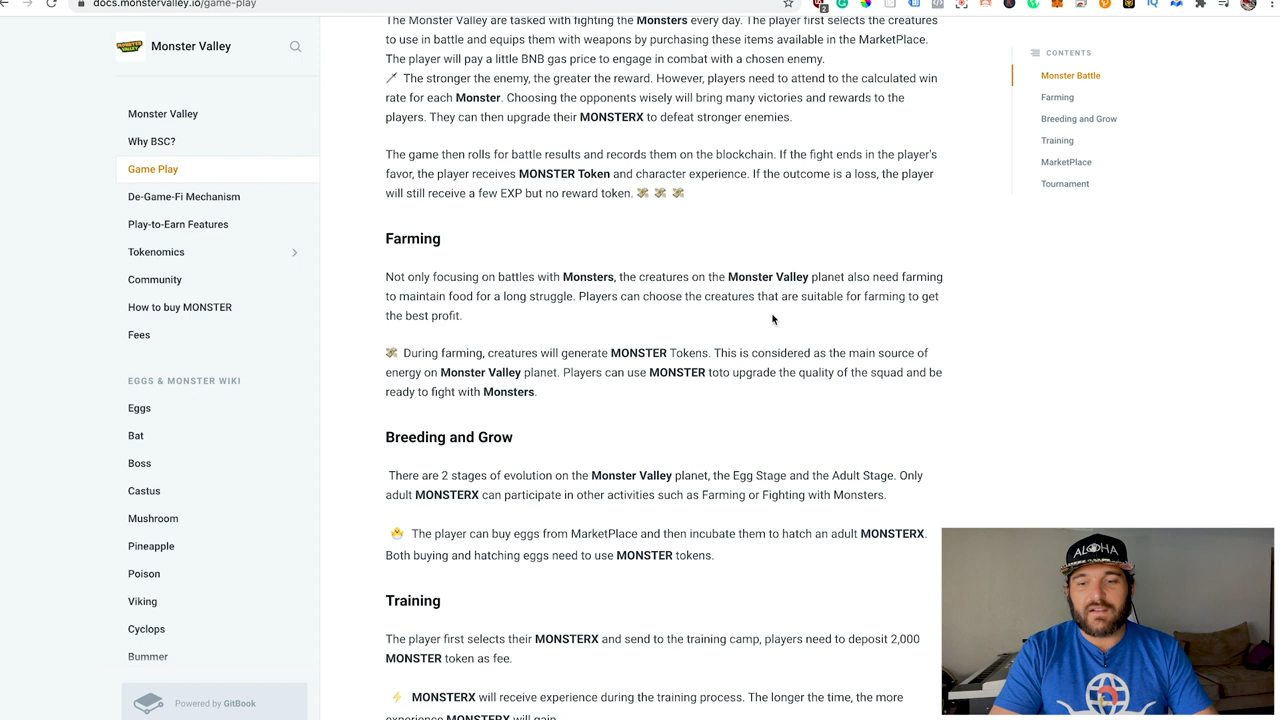 docs.monstervalley.io/game-play
Monster Valley
Monster Valley
Why BSC?
Game Play
De-Game-Fi Mechanism
Play-to-Earn Features
Tokenomics
Community
How to buy MONSTER
Fees
EGGS & MONSTER WIKI
Eggs
Bat
Boss
Castus
Mushroom
Pineapple
Poison
Viking
Cyclops
Bummer
Powered by GitBook
The Monster Valley are tasked with fighting the Monsters every day. The player first selects the creatures
to use in battle and equips them with weapons by purchasing these items available in the MarketPlace.
The player will pay a little BNB gas price to engage in combat with a chosen enemy.
🗡 The stronger the enemy, the greater the reward. However, players need to attend to the calculated win
rate for each Monster. Choosing the opponents wisely will bring many victories and rewards to the
players. They can then upgrade their MONSTERX to defeat stronger enemies.
The game then rolls for battle results and records them on the blockchain. If the fight ends in the player's
favor, the player receives MONSTER Token and character experience. If the outcome is a loss, the player
will still receive a few EXP but no reward token. 💸 💸 💸
Farming
Not only focusing on battles with Monsters, the creatures on the Monster Valley planet also need farming
to maintain food for a long struggle. Players can choose the creatures that are suitable for farming to get
the best profit.
💸 During farming, creatures will generate MONSTER Tokens. This is considered as the main source of
energy on Monster Valley planet. Players can use MONSTER toto upgrade the quality of the squad and be
ready to fight with Monsters.
Breeding and Grow
There are 2 stages of evolution on the Monster Valley planet, the Egg Stage and the Adult Stage. Only
adult MONSTERX can participate in other activities such as Farming or Fighting with Monsters.
🐣 The player can buy eggs from MarketPlace and then incubate them to hatch an adult MONSTERX.
Both buying and hatching eggs need to use MONSTER tokens.
Training
The player first selects their MONSTERX and send to the training camp, players need to deposit 2,000
MONSTER token as fee.
⚡ MONSTERX will receive experience during the training process. The longer the time, the more
experience MONSTERX will gain.
CONTENTS
Monster Battle
Farming
Breeding and Grow
Training
MarketPlace
Tournament
ALOHA